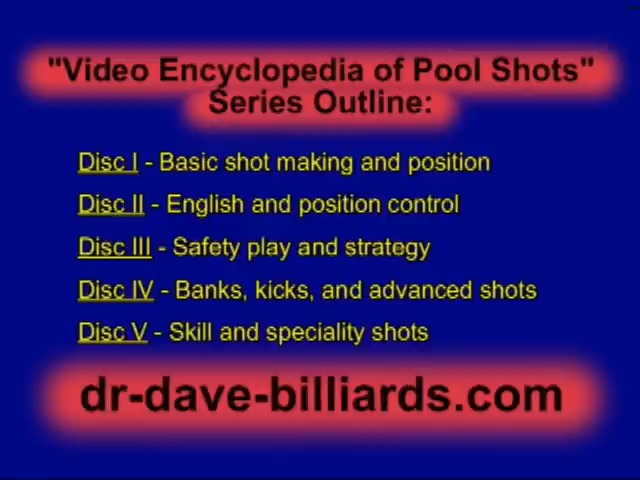 "Video Encyclopedia of Pool Shots"
Series Outline:
Disc I - Basic shot making and position
Disc II - English and position control
Disc III - Safety play and strategy
Disc IV - Banks, kicks, and advanced shots
Disc V - Skill and speciality shots
dr-dave-billiards.com